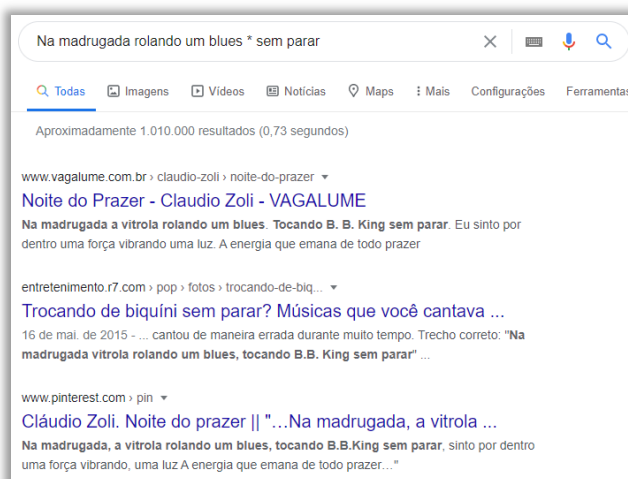 Na madrugada rolando um blues * sem parar
Todas Imagens Vídeos Notícias Maps Mais Configurações Ferramentas
Aproximadamente 1.010.000 resultados (0,73 segundos)
www.vagalume.com.br › claudio-zoli › noite-do-prazer
Noite do Prazer - Claudio Zoli - VAGALUME
Na madrugada a vitrola rolando um blues. Tocando B. B. King sem parar. Eu sinto por
dentro uma força vibrando uma luz. A energia que emana de todo prazer
entretenimento.r7.com › pop › fotos › trocando-de-biq...
Trocando de biquíni sem parar? Músicas que você cantava ...
16 de mai. de 2015 - ... cantou de maneira errada durante muito tempo. Trecho correto: "Na
madrugada vitrola rolando um blues, tocando B.B. King sem parar" ...
www.pinterest.com › pin
Cláudio Zoli. Noite do prazer || "…Na madrugada, a vitrola ...
Na madrugada, a vitrola rolando um blues, tocando B.B.King sem parar, sinto por dentro
uma força vibrando, uma luz A energia que emana de todo prazer…"